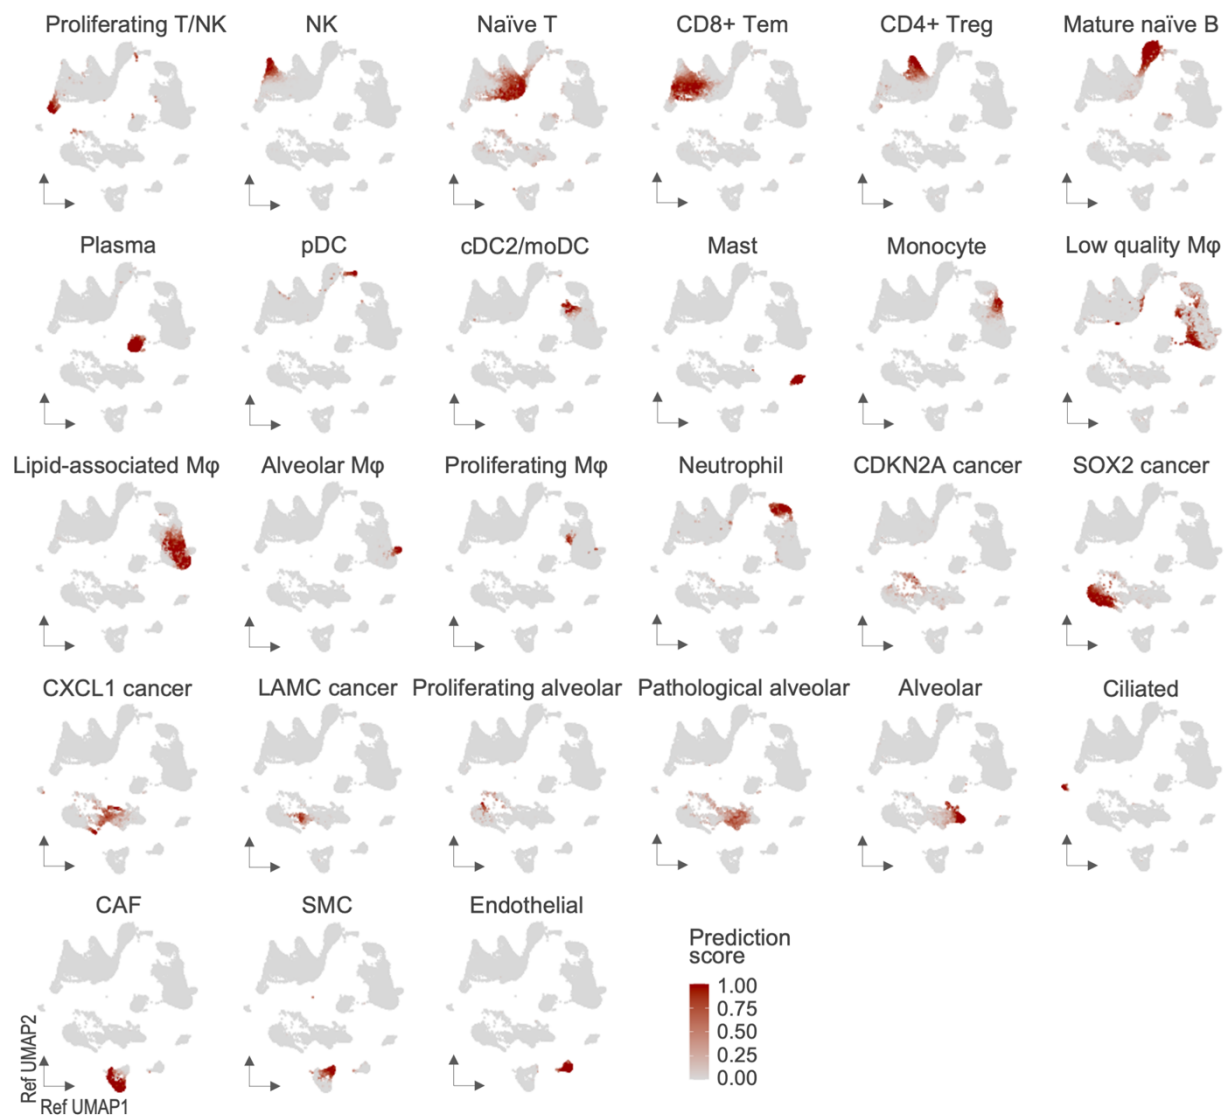 Proliferating T/NK
NK
Naïve T
CD8+ Tem
CD4+ Treg
Mature naïve B
Plasma
pDC
cDC2/moDC
Mast
Monocyte
Low quality Mφ
Lipid-associated Mφ
Alveolar Mφ
Proliferating Mφ
Neutrophil
CDKN2A cancer
SOX2 cancer
CXCL1 cancer
LAMC cancer
Proliferating alveolar
Pathological alveolar
Alveolar
Ciliated
CAF
SMC
Endothelial
Prediction
score
1.00
0.75
0.50
0.25
0.00
Ref UMAP2
Ref UMAP1